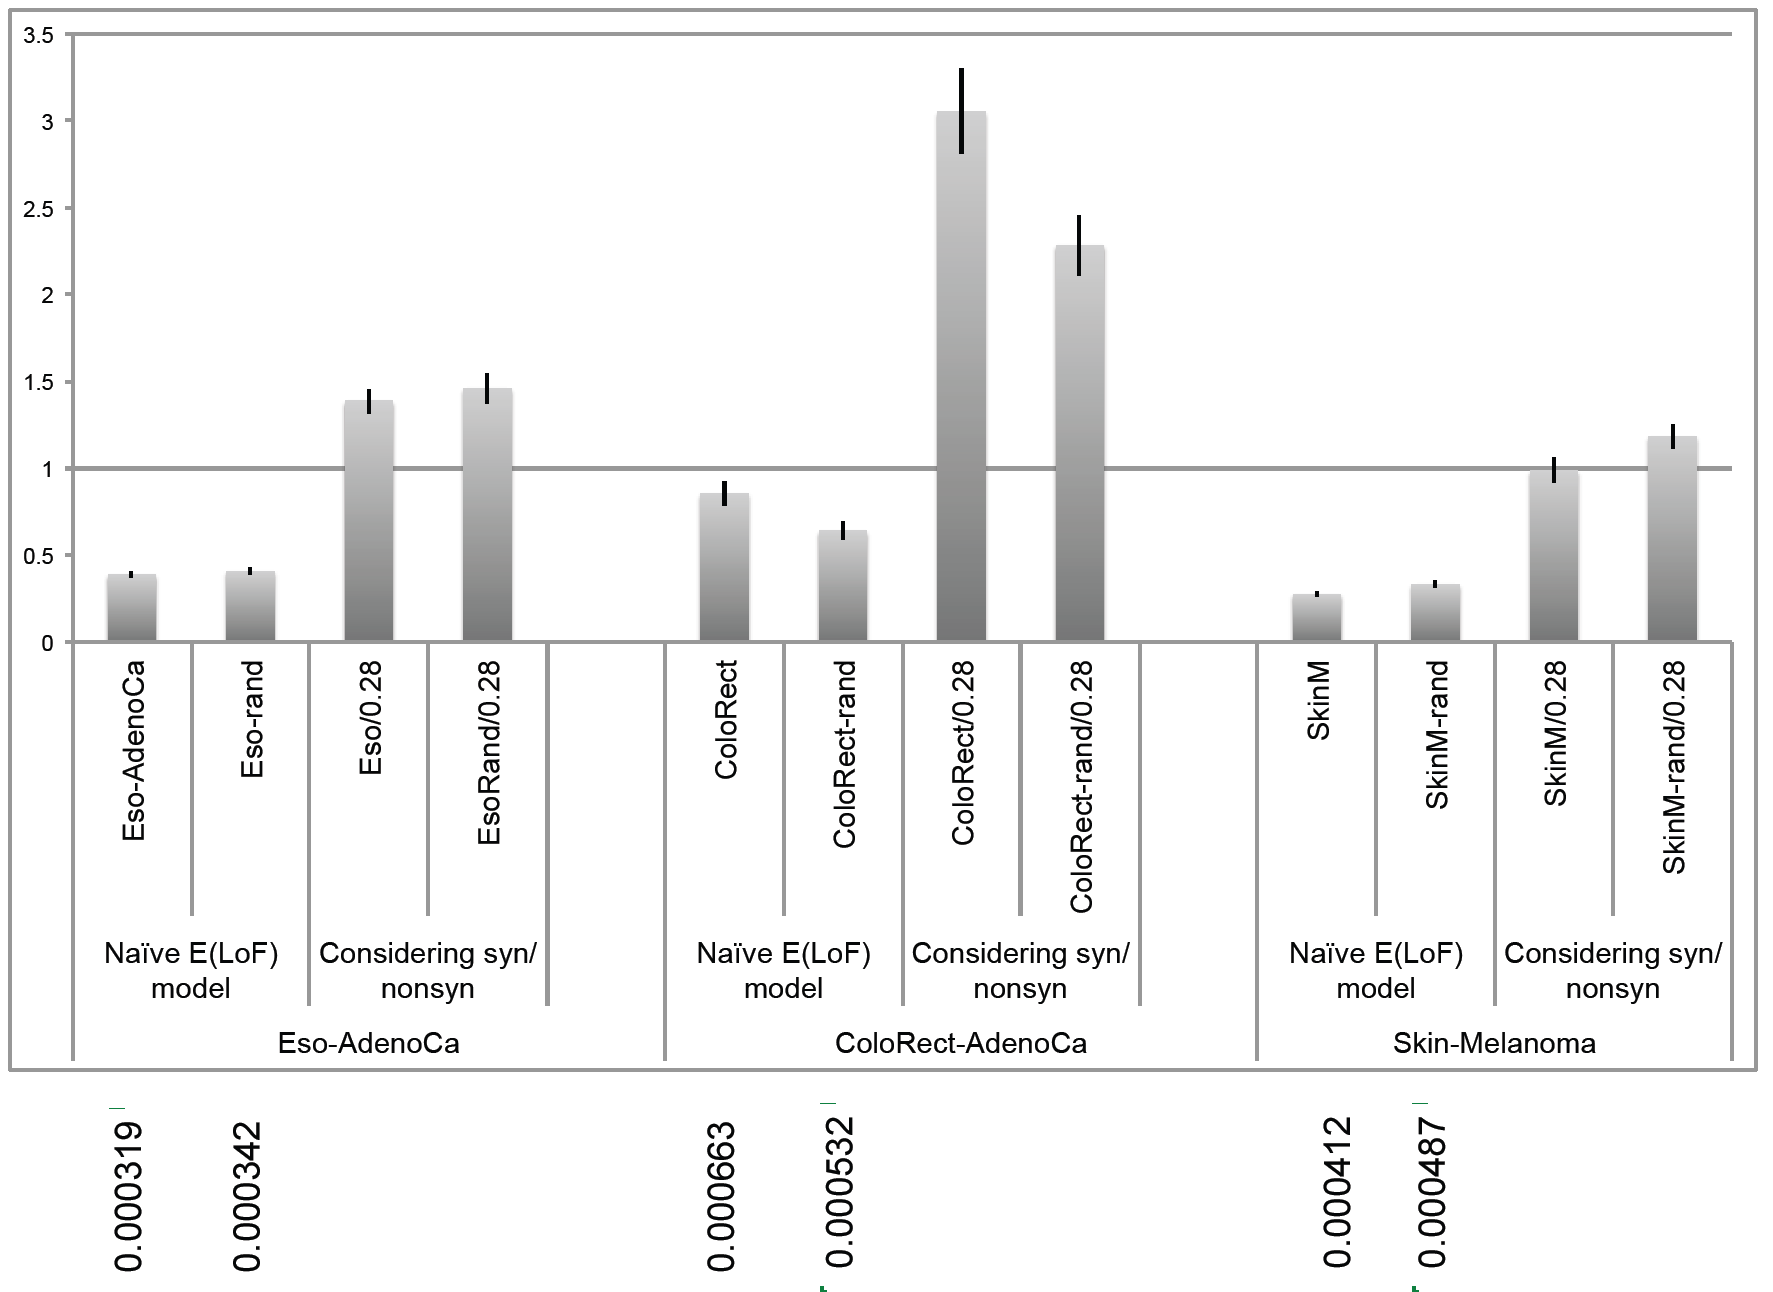 3.5
3
2.5
2
1.5
1
0.5
0
Eso-AdenoCa
Eso-rand
Eso/0.28
EsoRand/0.28
ColoRect
ColoRect-rand
ColoRect/0.28
ColoRect-rand/0.28
SkinM
SkinM-rand
SkinM/0.28
SkinM-rand/0.28
Naïve E(LoF)
model
Considering syn/
nonsyn
Naïve E(LoF)
model
Considering syn/
nonsyn
Naïve E(LoF)
model
Considering syn/
nonsyn
Eso-AdenoCa
ColoRect-AdenoCa
Skin-Melanoma
0.000319
0.000342
0.000663
0.000532
0.000412
0.000487